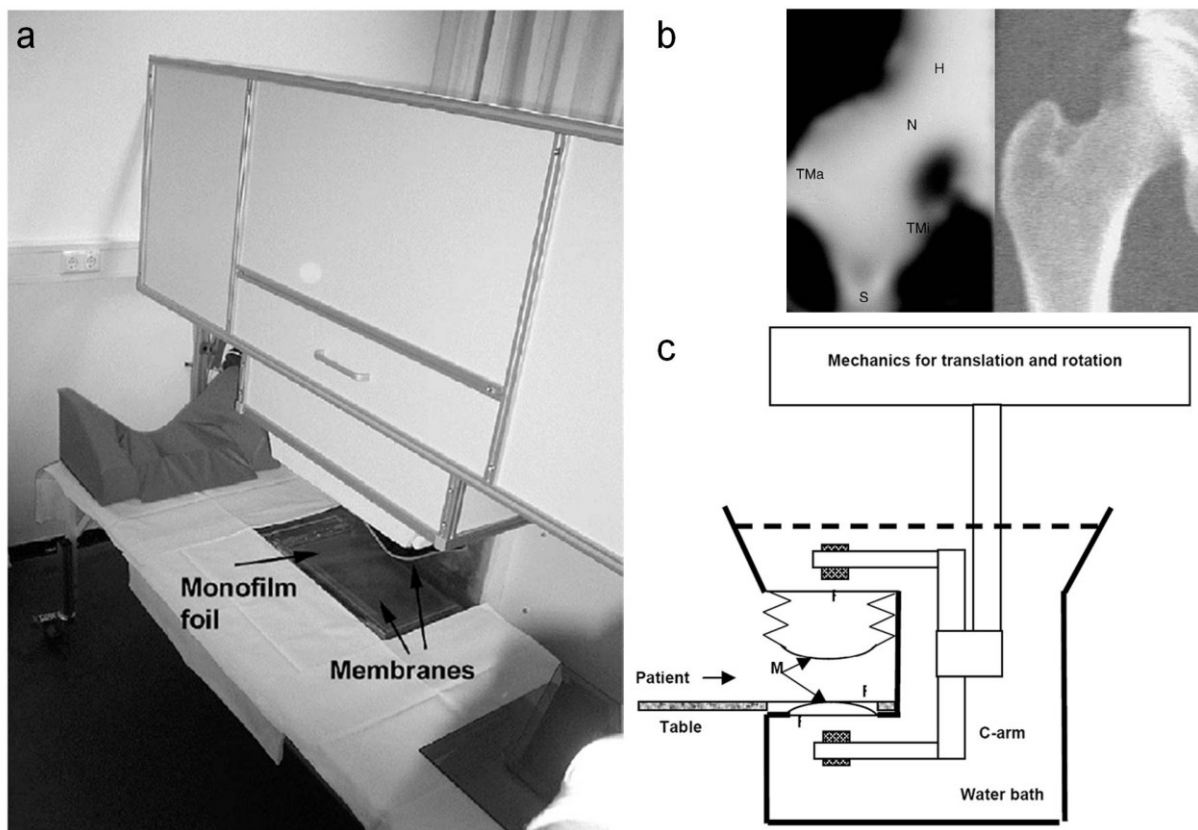 a
Monofilm
foil
Membranes
b
H
N
TMa
TMi
S
c
Mechanics for translation and rotation
M
Patient
F
Table
C-arm
Water bath